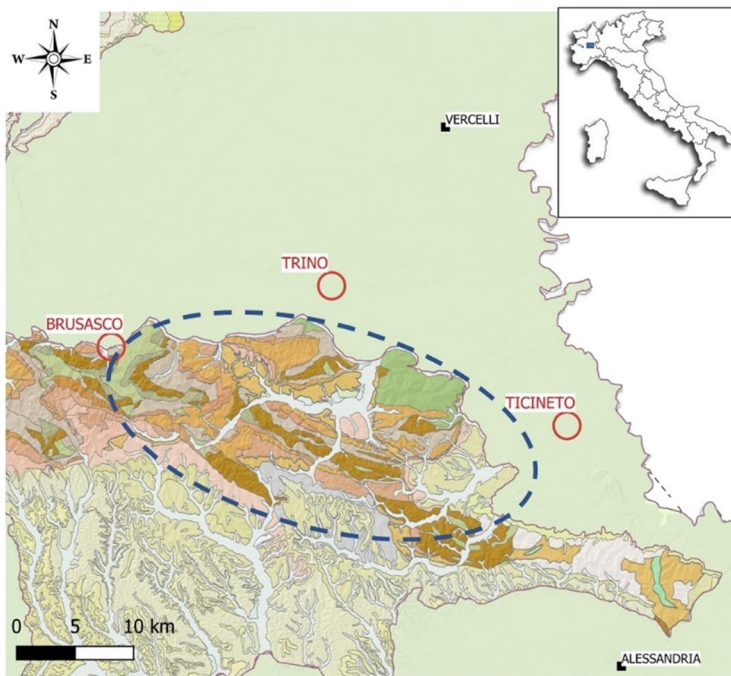 N
W E
S
VERCELLI
TRINO
BRUSASCO
TICINETO
0 5 10 km
ALESSANDRIA